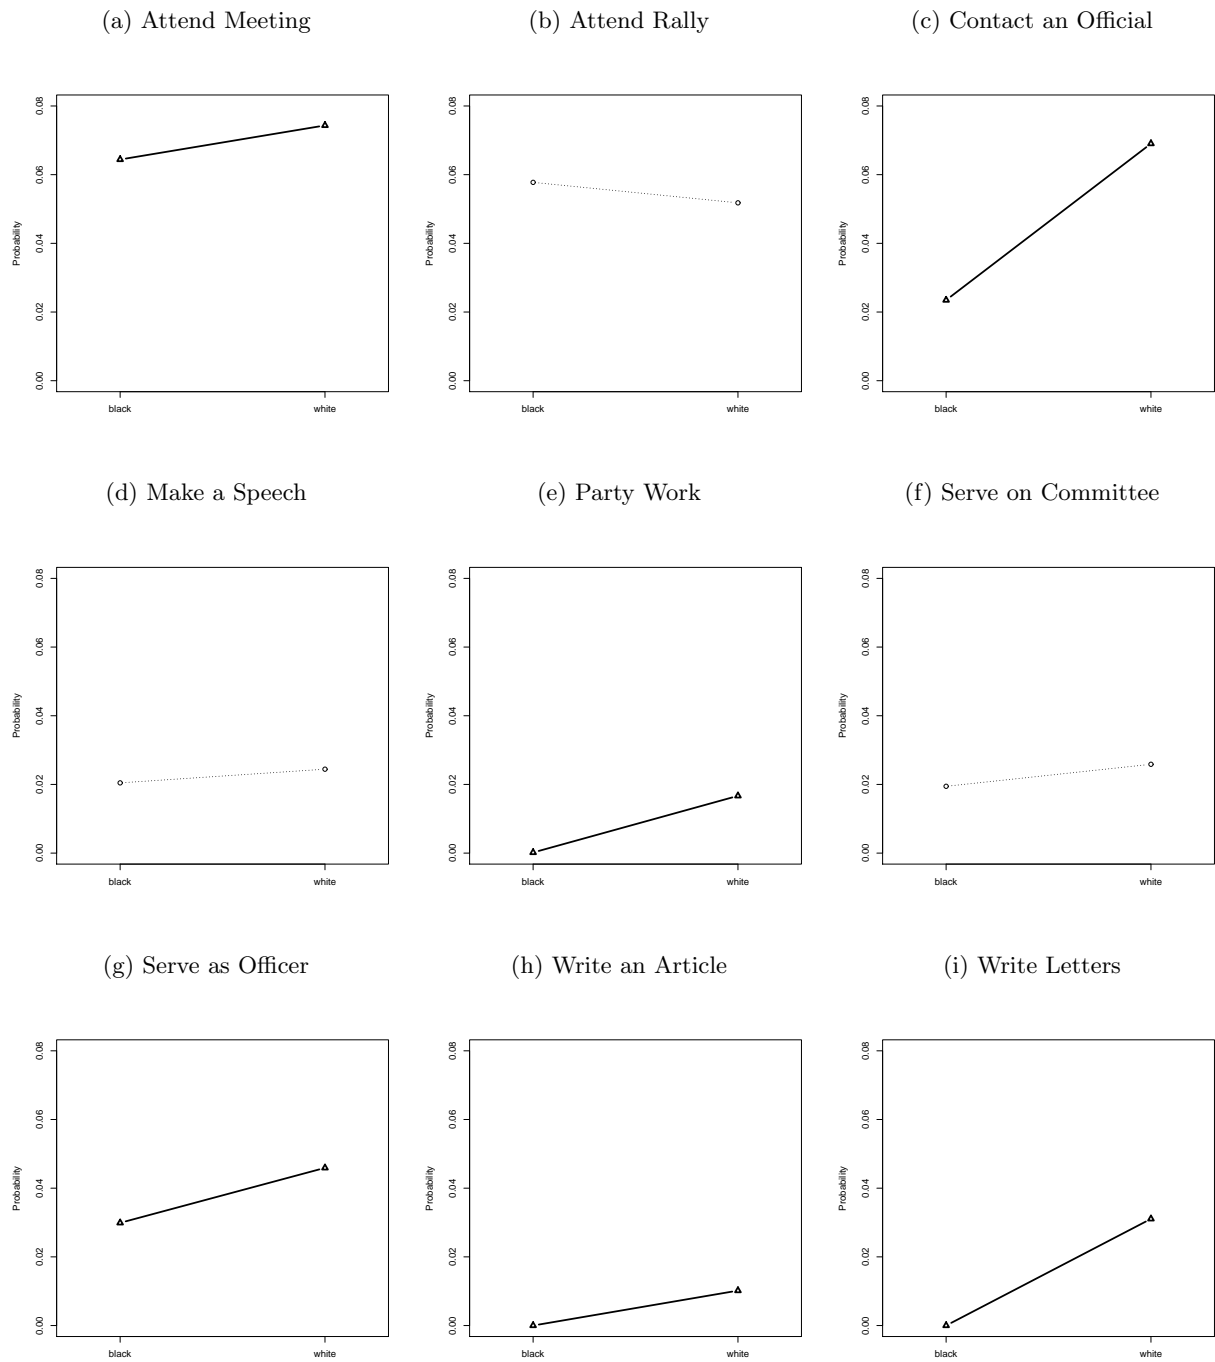 (a) Attend Meeting
(b) Attend Rally
(c) Contact an Official
0.08
0.06
0.04
0.02
0.00
Probability
black
white
0.08
0.06
0.04
0.02
0.00
Probability
black
white
0.08
0.06
0.04
0.02
0.00
Probability
black
white
(d) Make a Speech
(e) Party Work
(f) Serve on Committee
0.08
0.06
0.04
0.02
0.00
Probability
black
white
0.08
0.06
0.04
0.02
0.00
Probability
black
white
0.08
0.06
0.04
0.02
0.00
Probability
black
white
(g) Serve as Officer
(h) Write an Article
(i) Write Letters
0.08
0.06
0.04
0.02
0.00
Probability
black
white
0.08
0.06
0.04
0.02
0.00
Probability
black
white
0.08
0.06
0.04
0.02
0.00
Probability
black
white